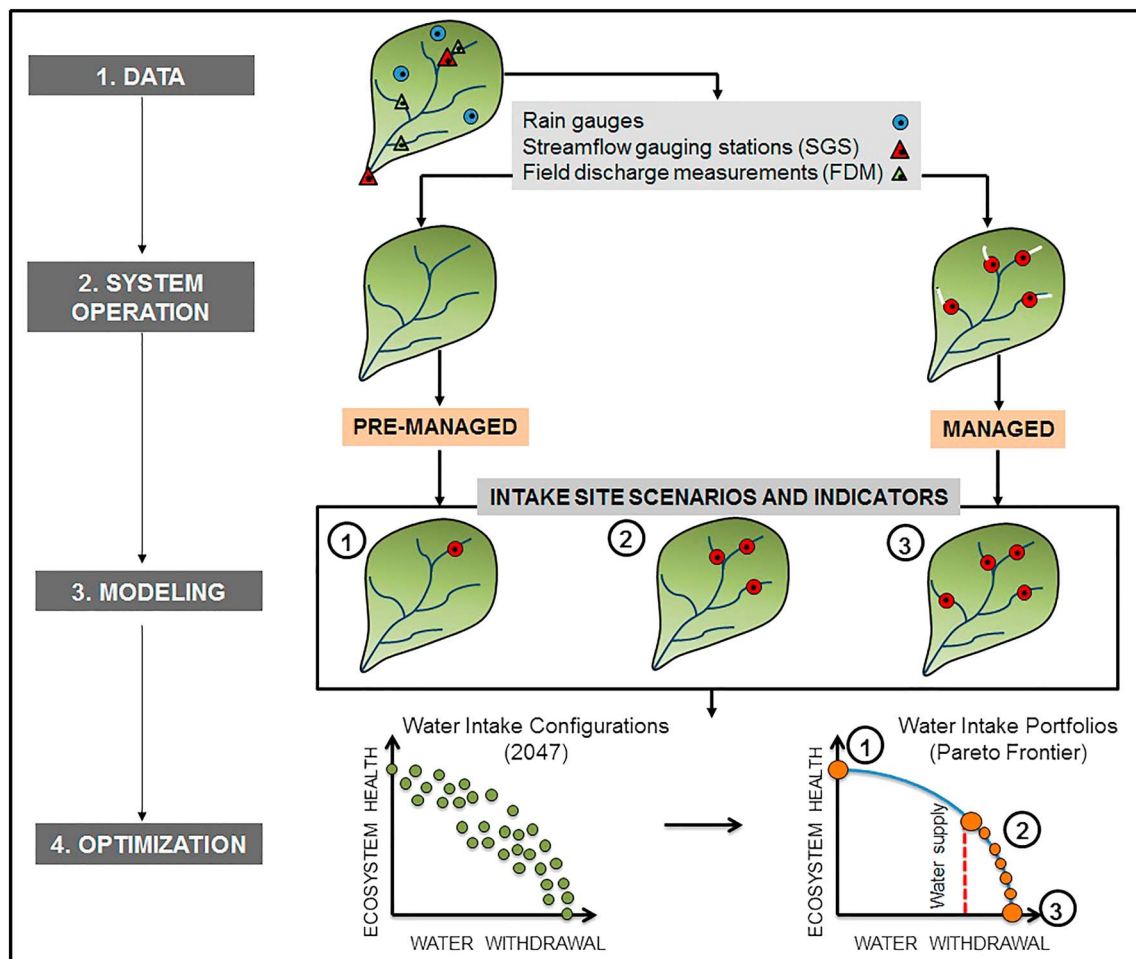 1. DATA
Rain gauges
Streamflow gauging stations (SGS)
Field discharge measurements (FDM)
2. SYSTEM
OPERATION
PRE-MANAGED
MANAGED
INTAKE SITE SCENARIOS AND INDICATORS
1
2
3
3. MODELING
Water Intake Configurations
(2047)
ECOSYSTEM HEALTH
WATER WITHDRAWAL
Water Intake Portfolios
(Pareto Frontier)
ECOSYSTEM HEALTH
1
Water supply
2
3
WATER WITHDRAWAL
4. OPTIMIZATION